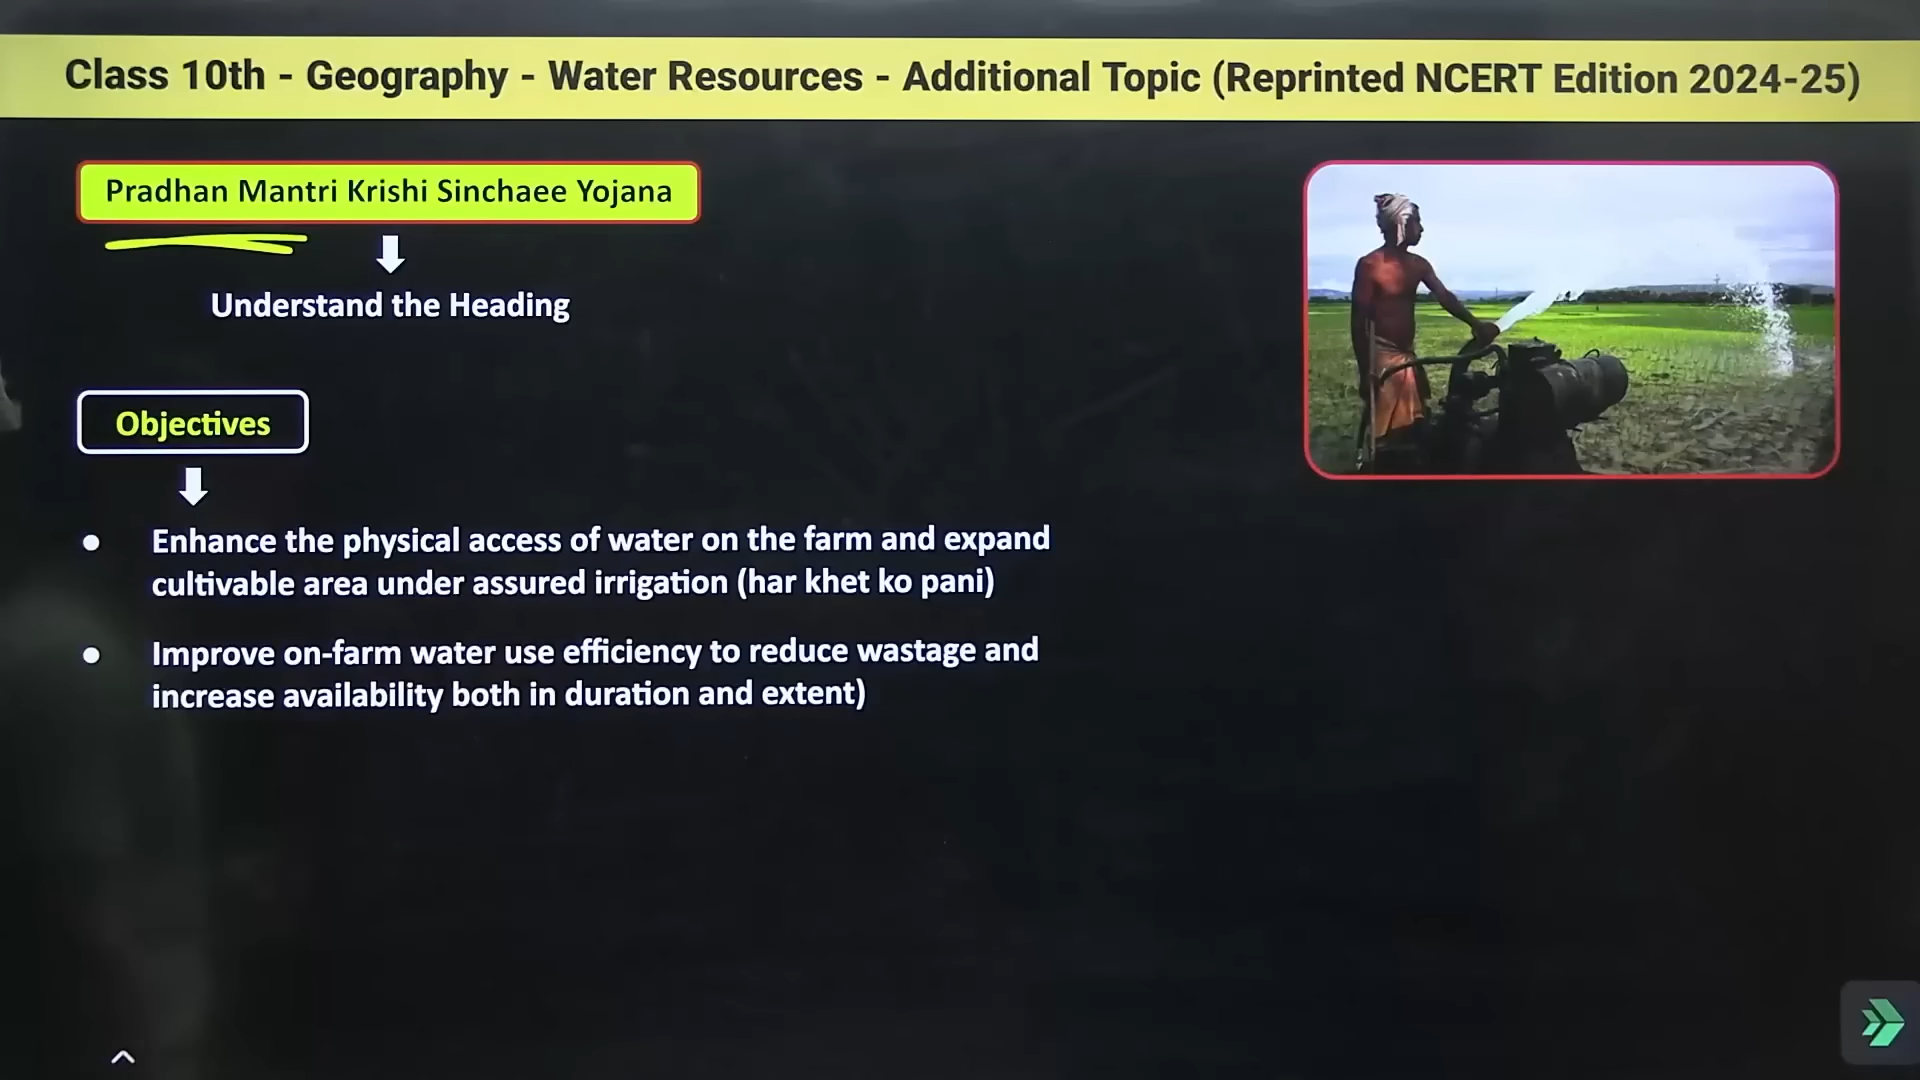 Class 10th - Geography - Water Resources - Additional Topic (Reprinted NCERT Edition 2024-25)
Pradhan Mantri Krishi Sinchaee Yojana
Understand the Heading
Objectives
● Enhance the physical access of water on the farm and expand
cultivable area under assured irrigation (har khet ko pani)
● Improve on-farm water use efficiency to reduce wastage and
increase availability both in duration and extent)